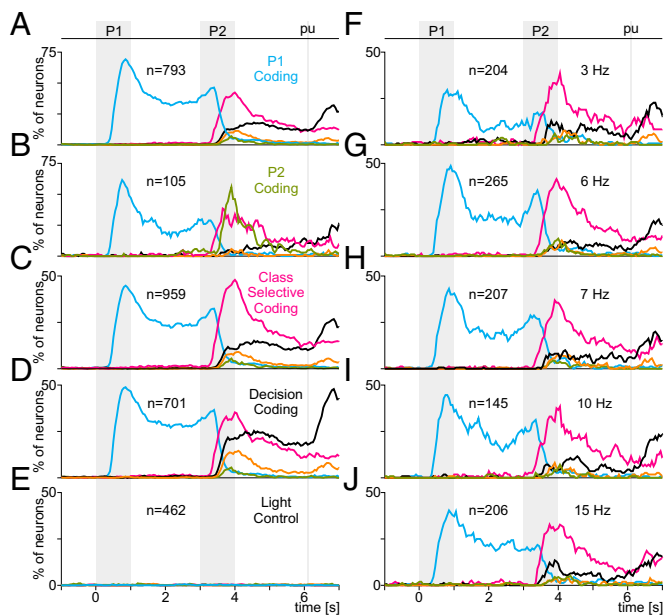 A
P1
P2
pu
75
n=793
P1
Coding
% of neurons
B
75
n=105
P2
Coding
% of neurons
C
50
n=959
Class
Selective
Coding
% of neurons
D
50
n=701
Decision
Coding
% of neurons
E
50
n=462
Light
Control
% of neurons
0
0
2
4
6
time [s]
F
P1
P2
pu
50
n=204
3 Hz
G
n=265
6 Hz
H
n=207
7 Hz
I
n=145
10 Hz
J
50
n=206
15 Hz
0
0
2
4
6
time [s]